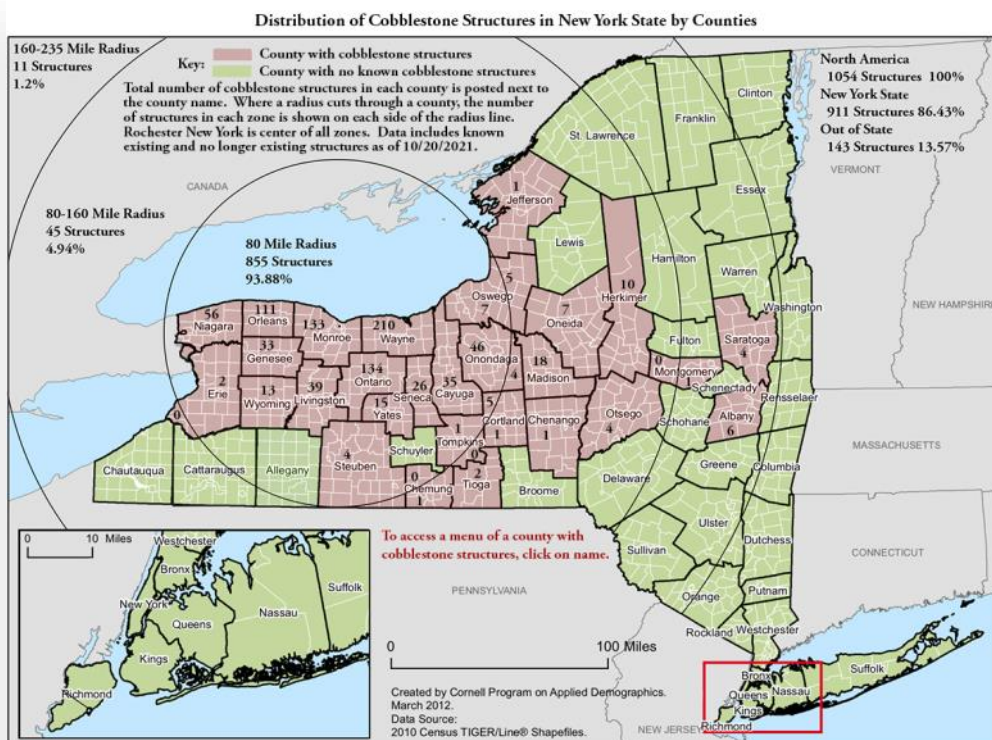 Distribution of Cobblestone Structures in New York State by Counties
160-235 Mile Radius
11 Structures
1.2%
Key:
County with cobblestone structures
County with no known cobblestone structures
Total number of cobblestone structures in each county is posted next to
the county name. Where a radius cuts through a county, the number
of structures in each zone is shown on each side of the radius line.
Rochester New York is center of all zones. Data includes known
existing and no longer existing structures as of 10/20/2021.
North America
1054 Structures 100%
New York State
911 Structures 86.43%
Out of State
143 Structures 13.57%
CANADA
VERMONT
NEW HAMPSHIRE
80-160 Mile Radius
45 Structures
4.94%
80 Mile Radius
855 Structures
93.88%
Clinton
Franklin
St. Lawrence
Essex
1
Jefferson
Lewis
Hamilton
Warren
Washington
5
Oswego
7
7
Oneida
10
Herkimer
Fulton
Saratoga
4
56
Niagara
111
Orleans
133
Monroe
210
Wayne
33
Genesee
46
Onondaga
4
18
Madison
0
Montgomery
1
Schenectady
Rensselaer
2
Erie
0
13
Wyoming
39
Livingston
134
Ontario
15
Yates
26
Seneca
35
Cayuga
5
Cortland
1
Chenango
1
Otsego
4
Schoharie
Albany
6
1
Tompkins
0
Chautauqua
Cattaraugus
Allegany
4
Steuben
Schuyler
0
Chemung
1
2
Tioga
Broome
Delaware
Greene
Columbia
MASSACHUSETTS
Ulster
Dutchess
Sullivan
CONNECTICUT
Orange
Putnam
Rockland
Westchester
PENNSYLVANIA
To access a menu of a county with
cobblestone structures, click on name.
0 10 Miles
Westchester
Bronx
New York
Queens
Nassau
Suffolk
Kings
Richmond
0 100 Miles
Bronx
Queens
Nassau
Kings
Richmond
Suffolk
NEW JERSEY
Created by Cornell Program on Applied Demographics.
March 2012.
Data Source:
2010 Census TIGER/Line® Shapefiles.